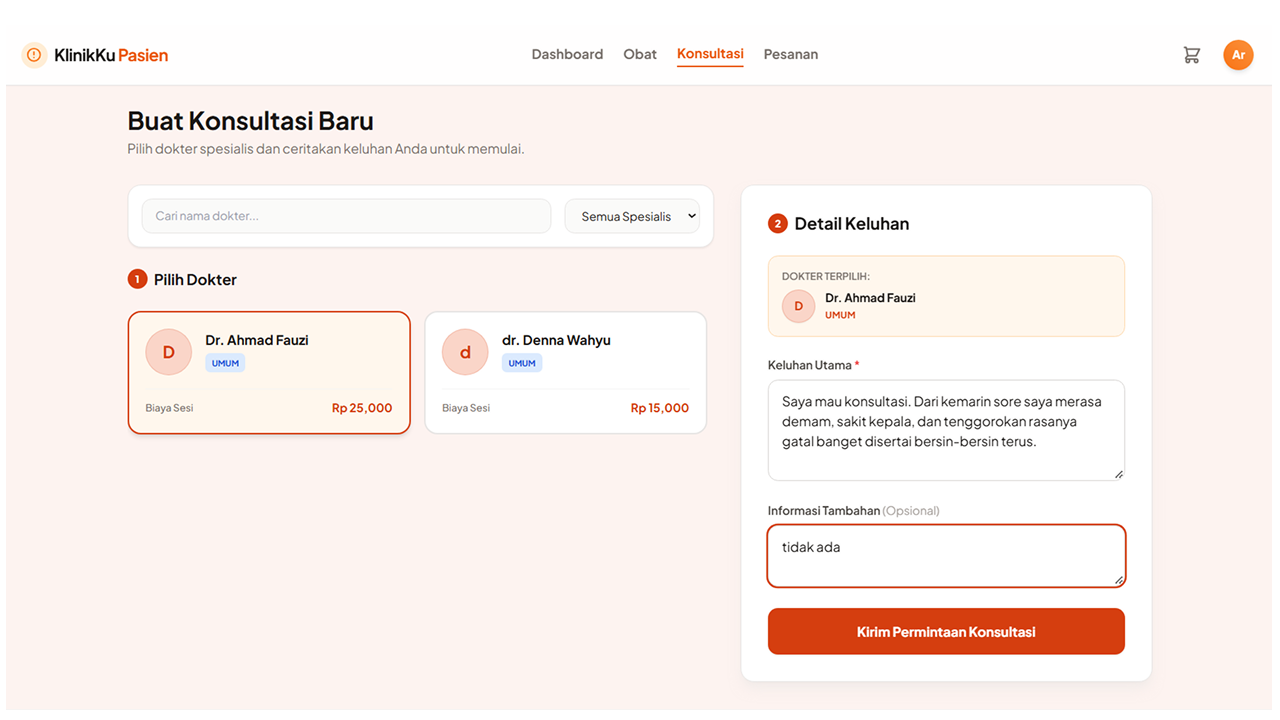 KlinikKu Pasien
Dashboard Obat Konsultasi Pesanan
Ar
Buat Konsultasi Baru
Pilih dokter spesialis dan ceritakan keluhan Anda untuk memulai.
Cari nama dokter...
Semua Spesialis
1 Pilih Dokter
D
Dr. Ahmad Fauzi
UMUM
Biaya Sesi Rp 25,000
d
dr. Denna Wahyu
UMUM
Biaya Sesi Rp 15,000
2 Detail Keluhan
DOKTER TERPILIH:
D
Dr. Ahmad Fauzi
UMUM
Keluhan Utama *
Saya mau konsultasi. Dari kemarin sore saya merasa
demam, sakit kepala, dan tenggorokan rasanya
gatal banget disertai bersin-bersin terus.
Informasi Tambahan (Opsional)
tidak ada
Kirim Permintaan Konsultasi